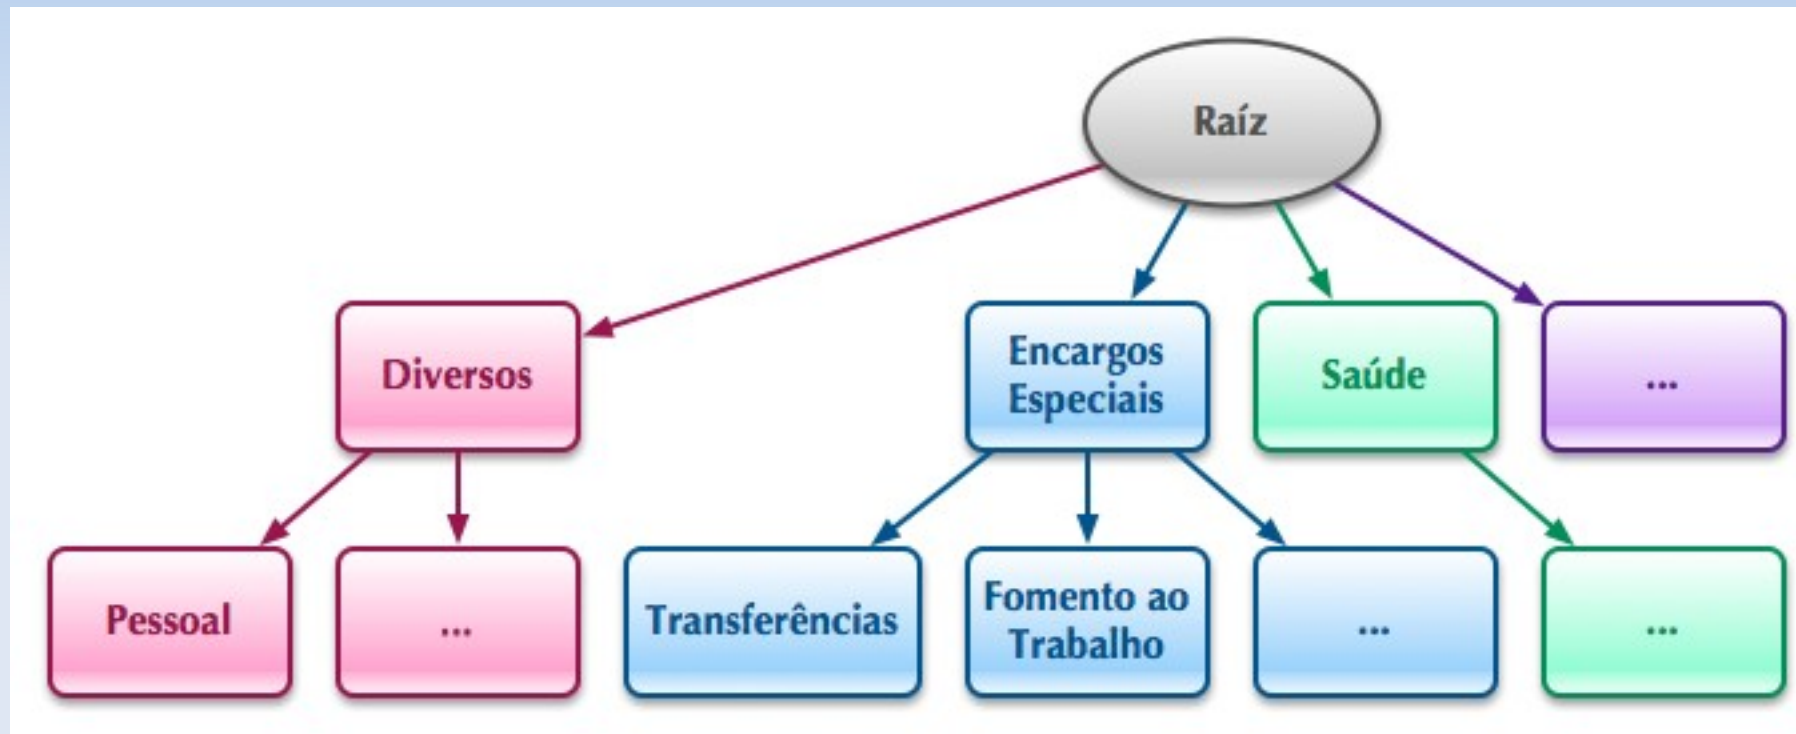 Raíz
Diversos
Encargos
Especiais
Saúde
...
Pessoal
...
Transferências
Fomento ao
Trabalho
...
...